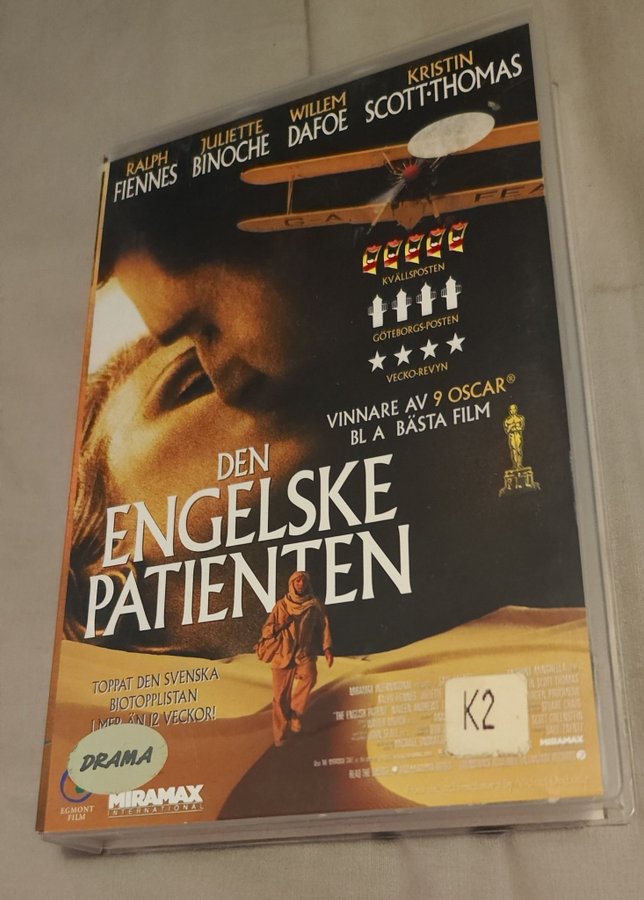 RALPH
FIENNES
JULIETTE
BINOCHE
WILLEM
DAFOE
KRISTIN
SCOTT·THOMAS
G-A FEA
KVÄLLSPOSTEN
GÖTEBORGS-POSTEN
VECKO-REVYN
VINNARE AV 9 OSCAR®
BL A BÄSTA FILM
DEN
ENGELSKE
PATIENTEN
TOPPAT DEN SVENSKA
BIOTOPPLISTAN
I MER ÄN 12 VECKOR!
DRAMA
EGMONT
FILM
MIRAMAX
INTERNATIONAL
K2
MIRAMAX